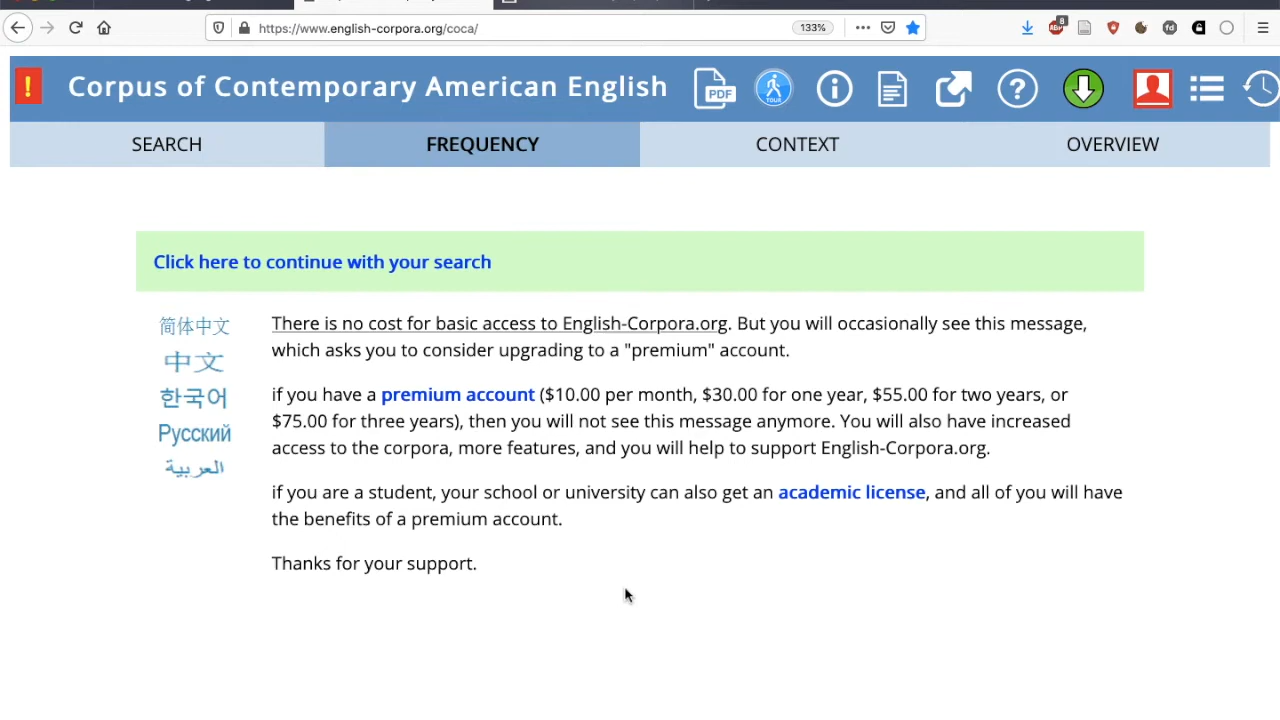 https://www.english-corpora.org/coca/
133%
8
ABP
fd
! Corpus of Contemporary American English
PDF
TOUR
SEARCH
FREQUENCY
CONTEXT
OVERVIEW
Click here to continue with your search
简体中文
中文
한국어
Русский
العربية
There is no cost for basic access to English-Corpora.org. But you will occasionally see this message,
which asks you to consider upgrading to a "premium" account.
if you have a premium account ($10.00 per month, $30.00 for one year, $55.00 for two years, or
$75.00 for three years), then you will not see this message anymore. You will also have increased
access to the corpora, more features, and you will help to support English-Corpora.org.
if you are a student, your school or university can also get an academic license, and all of you will have
the benefits of a premium account.
Thanks for your support.